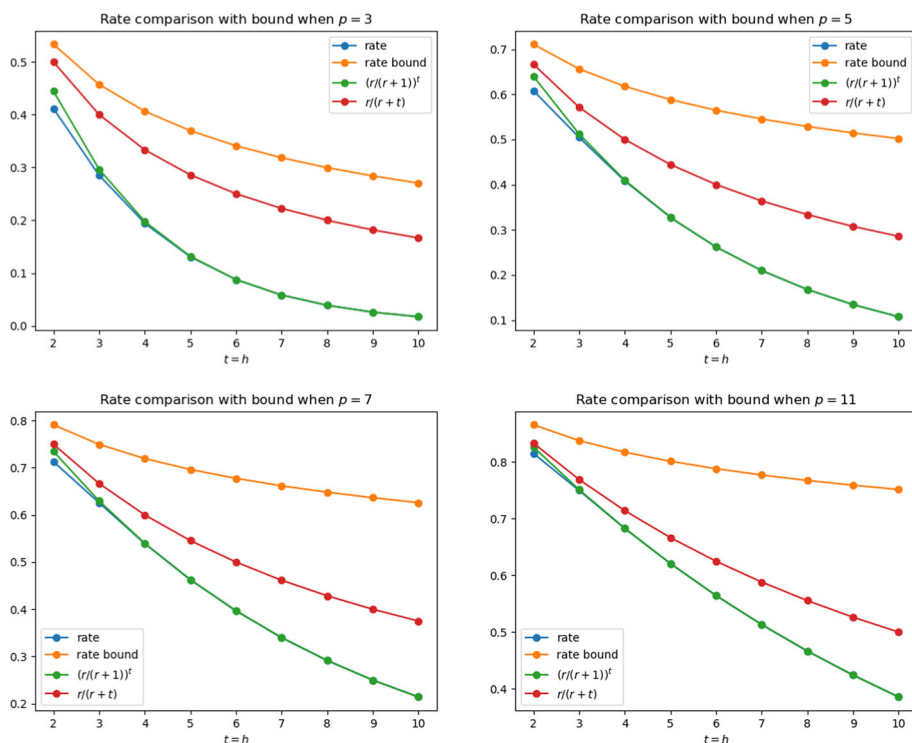 Rate comparison with bound when p = 3
rate
rate bound
(r/(r + 1))^t
r/(r + t)
0.5
0.4
0.3
0.2
0.1
0.0
2 3 4 5 6 7 8 9 10
t = h
Rate comparison with bound when p = 5
rate
rate bound
(r/(r + 1))^t
r/(r + t)
0.7
0.6
0.5
0.4
0.3
0.2
0.1
2 3 4 5 6 7 8 9 10
t = h
Rate comparison with bound when p = 7
0.8
0.7
0.6
0.5
0.4
0.3
0.2
rate
rate bound
(r/(r + 1))^t
r/(r + t)
2 3 4 5 6 7 8 9 10
t = h
Rate comparison with bound when p = 11
0.8
0.7
0.6
0.5
0.4
rate
rate bound
(r/(r + 1))^t
r/(r + t)
2 3 4 5 6 7 8 9 10
t = h